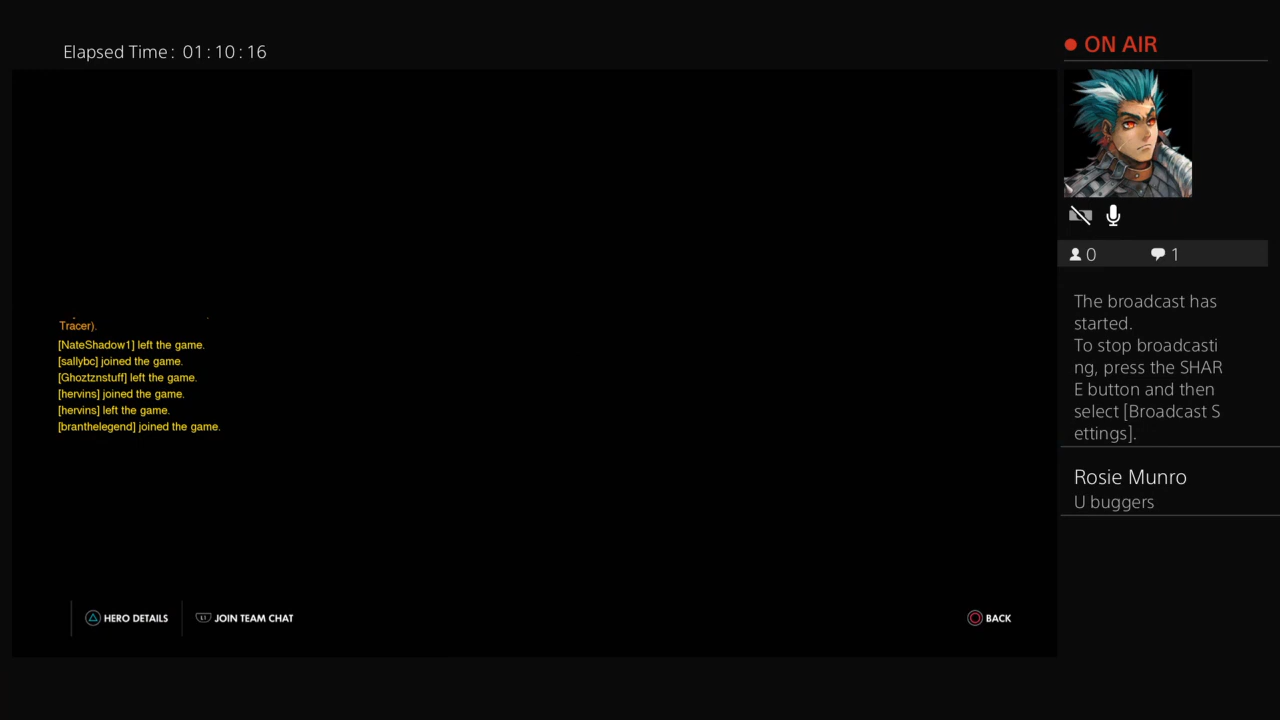 Elapsed Time: 01:10:16
ON AIR
0
1
Tracer).
[NateShadow1] left the game.
[sallybc] joined the game.
[Ghoztznstuff] left the game.
[hervins] joined the game.
[hervins] left the game.
[branthelegend] joined the game.
The broadcast has
started.
To stop broadcasti
ng, press the SHAR
E button and then
select [Broadcast S
ettings].
Rosie Munro
U buggers
HERO DETAILS
L1 JOIN TEAM CHAT
BACK